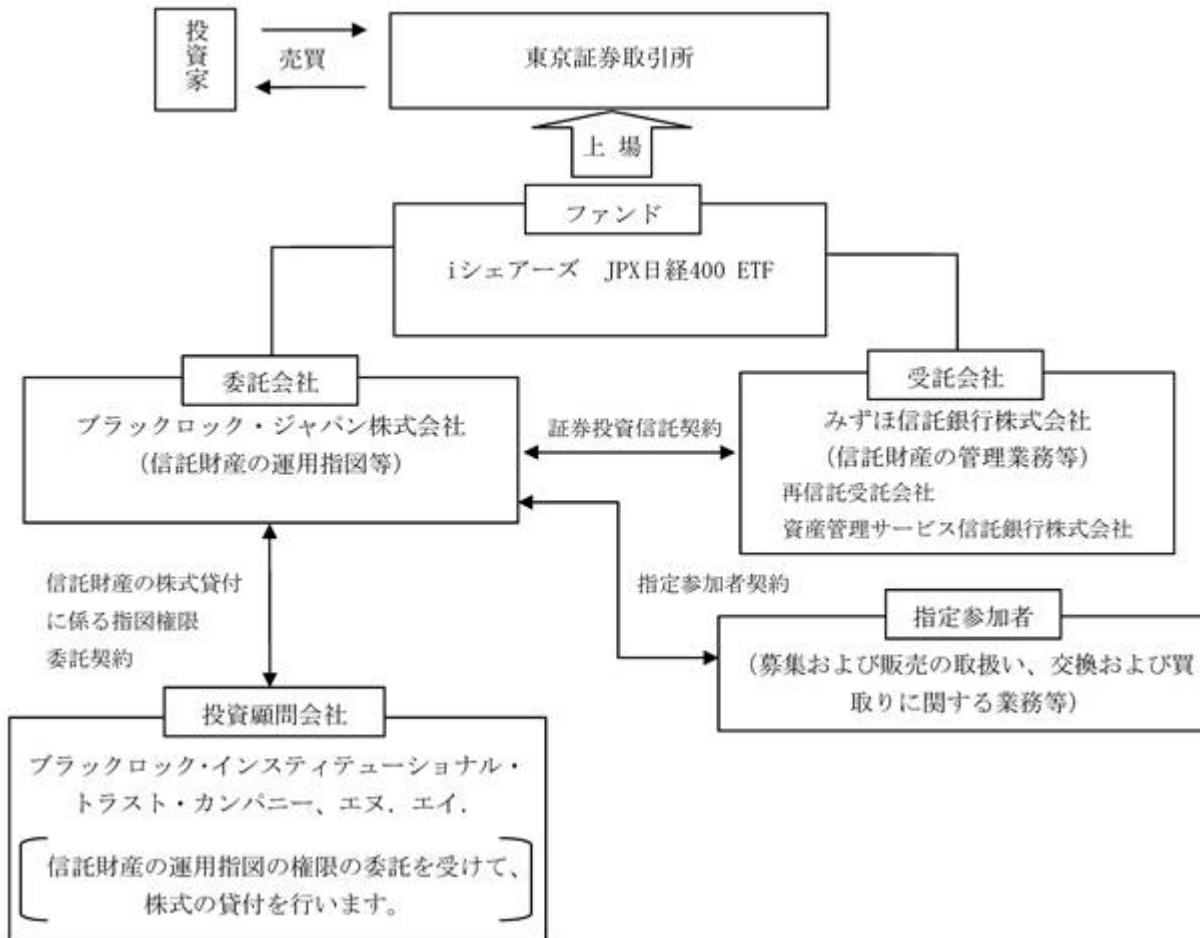 投資家
売買
東京証券取引所
上 場
ファンド
iシェアーズ JPX日経400 ETF
委託会社
ブラックロック・ジャパン株式会社
（信託財産の運用指図等）
証券投資信託契約
受託会社
みずほ信託銀行株式会社
（信託財産の管理業務等）
再信託受託会社
資産管理サービス信託銀行株式会社
信託財産の株式貸付
に係る指図権限
委託契約
指定参加者契約
指定参加者
（募集および販売の取扱い、交換および買
取りに関する業務等）
投資顧問会社
ブラックロック・インスティテューショナル・
トラスト・カンパニー、エヌ．エイ．
信託財産の運用指図の権限の委託を受けて、
株式の貸付を行います。